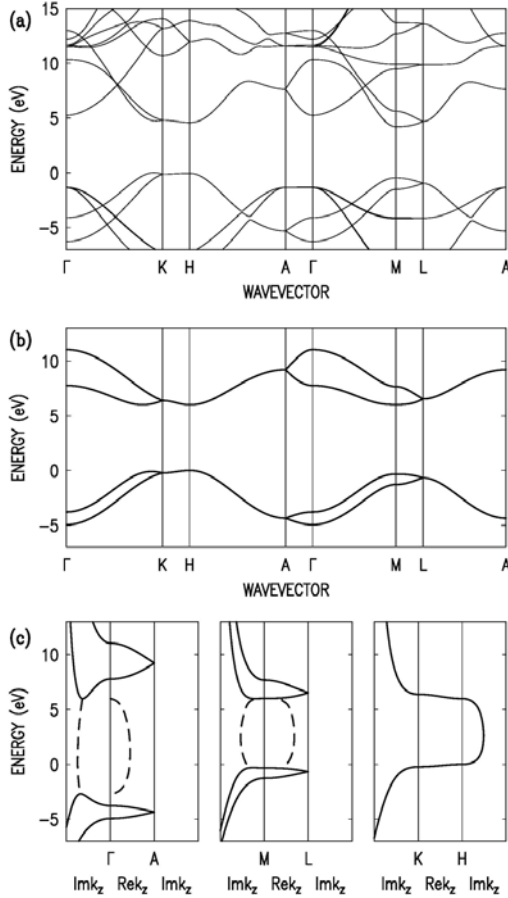 (a)
ENERGY (eV)
15
10
5
0
−5
Γ K H A Γ M L A
WAVEVECTOR
(b)
ENERGY (eV)
10
5
0
−5
Γ K H A Γ M L A
WAVEVECTOR
(c)
ENERGY (eV)
10
5
0
−5
Γ A M L K H
Imk_z Rek_z Imk_z Imk_z Rek_z Imk_z Imk_z Rek_z Imk_z